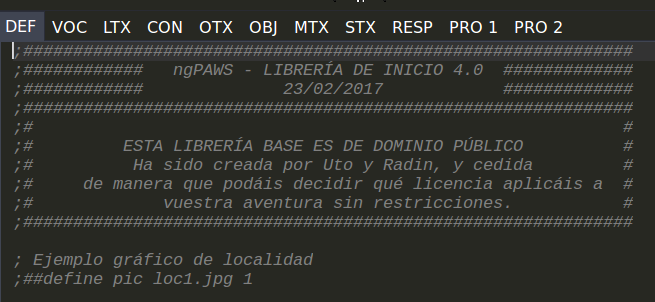 DEF VOC LTX CON OTX OBJ MTX STX RESP PRO 1 PRO 2
;#############################################################
;############   ngPAWS - LIBRERÍA DE INICIO 4.0  #############
;############              23/02/2017            #############
;#############################################################
;#                                                           #
;#         ESTA LIBRERÍA BASE ES DE DOMINIO PÚBLICO          #
;#          Ha sido creada por Uto y Radin, y cedida         #
;#     de manera que podáis decidir qué licencia aplicáis a  #
;#             vuestra aventura sin restricciones.           #
;#############################################################
; Ejemplo gráfico de localidad
;##define pic loc1.jpg 1